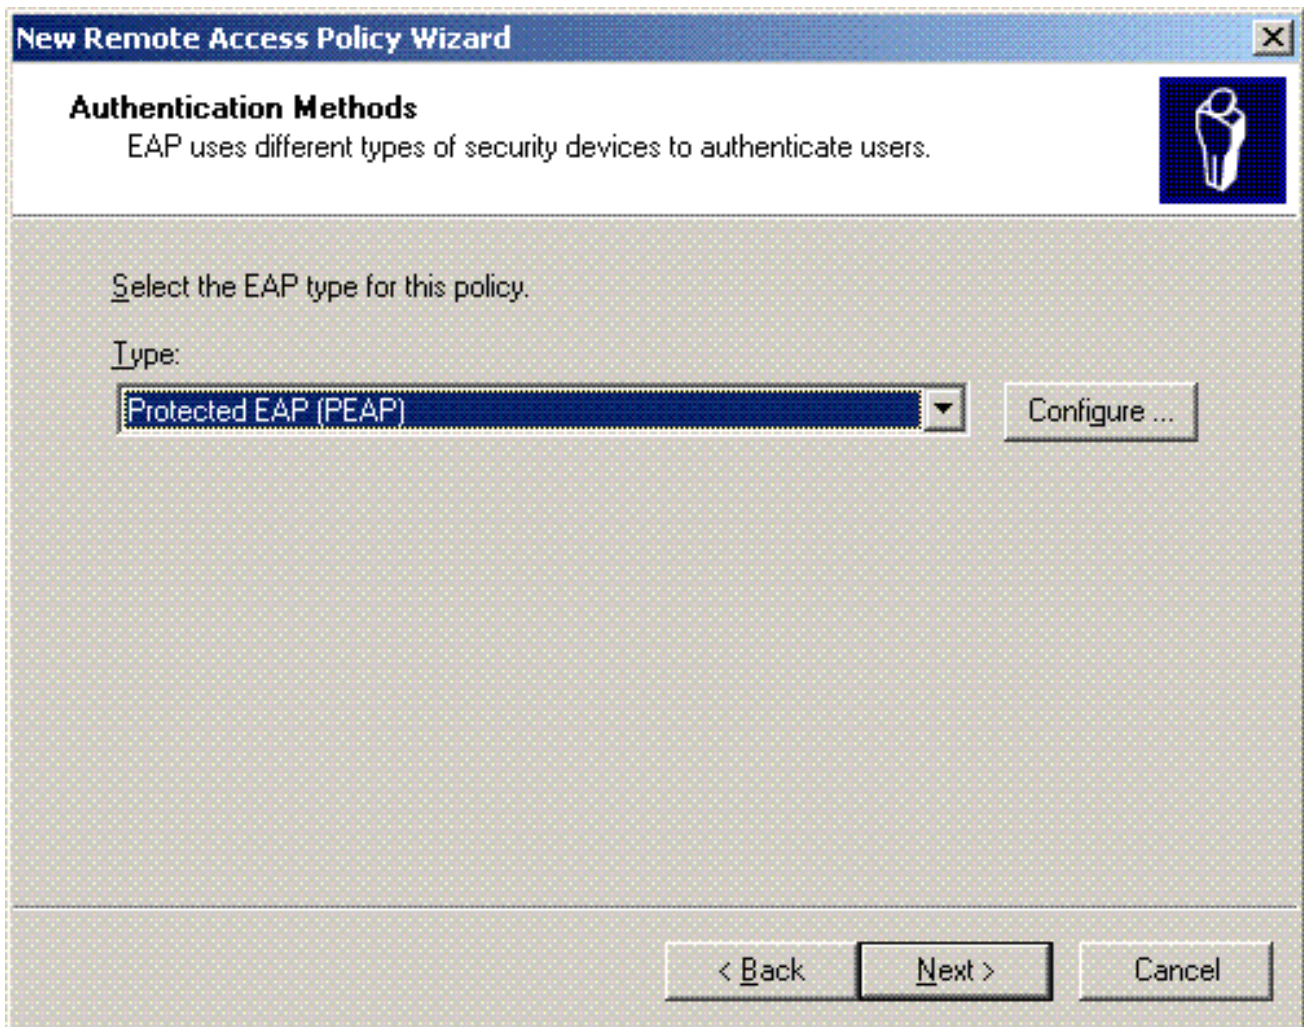 New Remote Access Policy Wizard
Authentication Methods
EAP uses different types of security devices to authenticate users.
Select the EAP type for this policy.
Type:
Protected EAP (PEAP)
Configure ...
< Back
Next >
Cancel